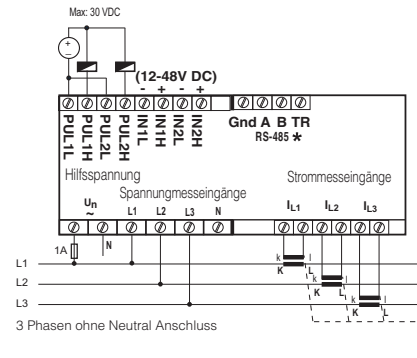 Max: 30 VDC
+
-
(12-48V DC)
- + - +
PUL1L PUL1H PUL2L PUL2H IN1L IN1H IN2L IN2H
Gnd A B TR
RS-485 *
Hilfsspannung
Spannungmesseingänge
Strommesseingänge
Un
~
N L1 L2 L3 N
IL1 IL2 IL3
1A
L1
k l
K L
L2
k l
K L
L3
k l
K L
3 Phasen ohne Neutral Anschluss